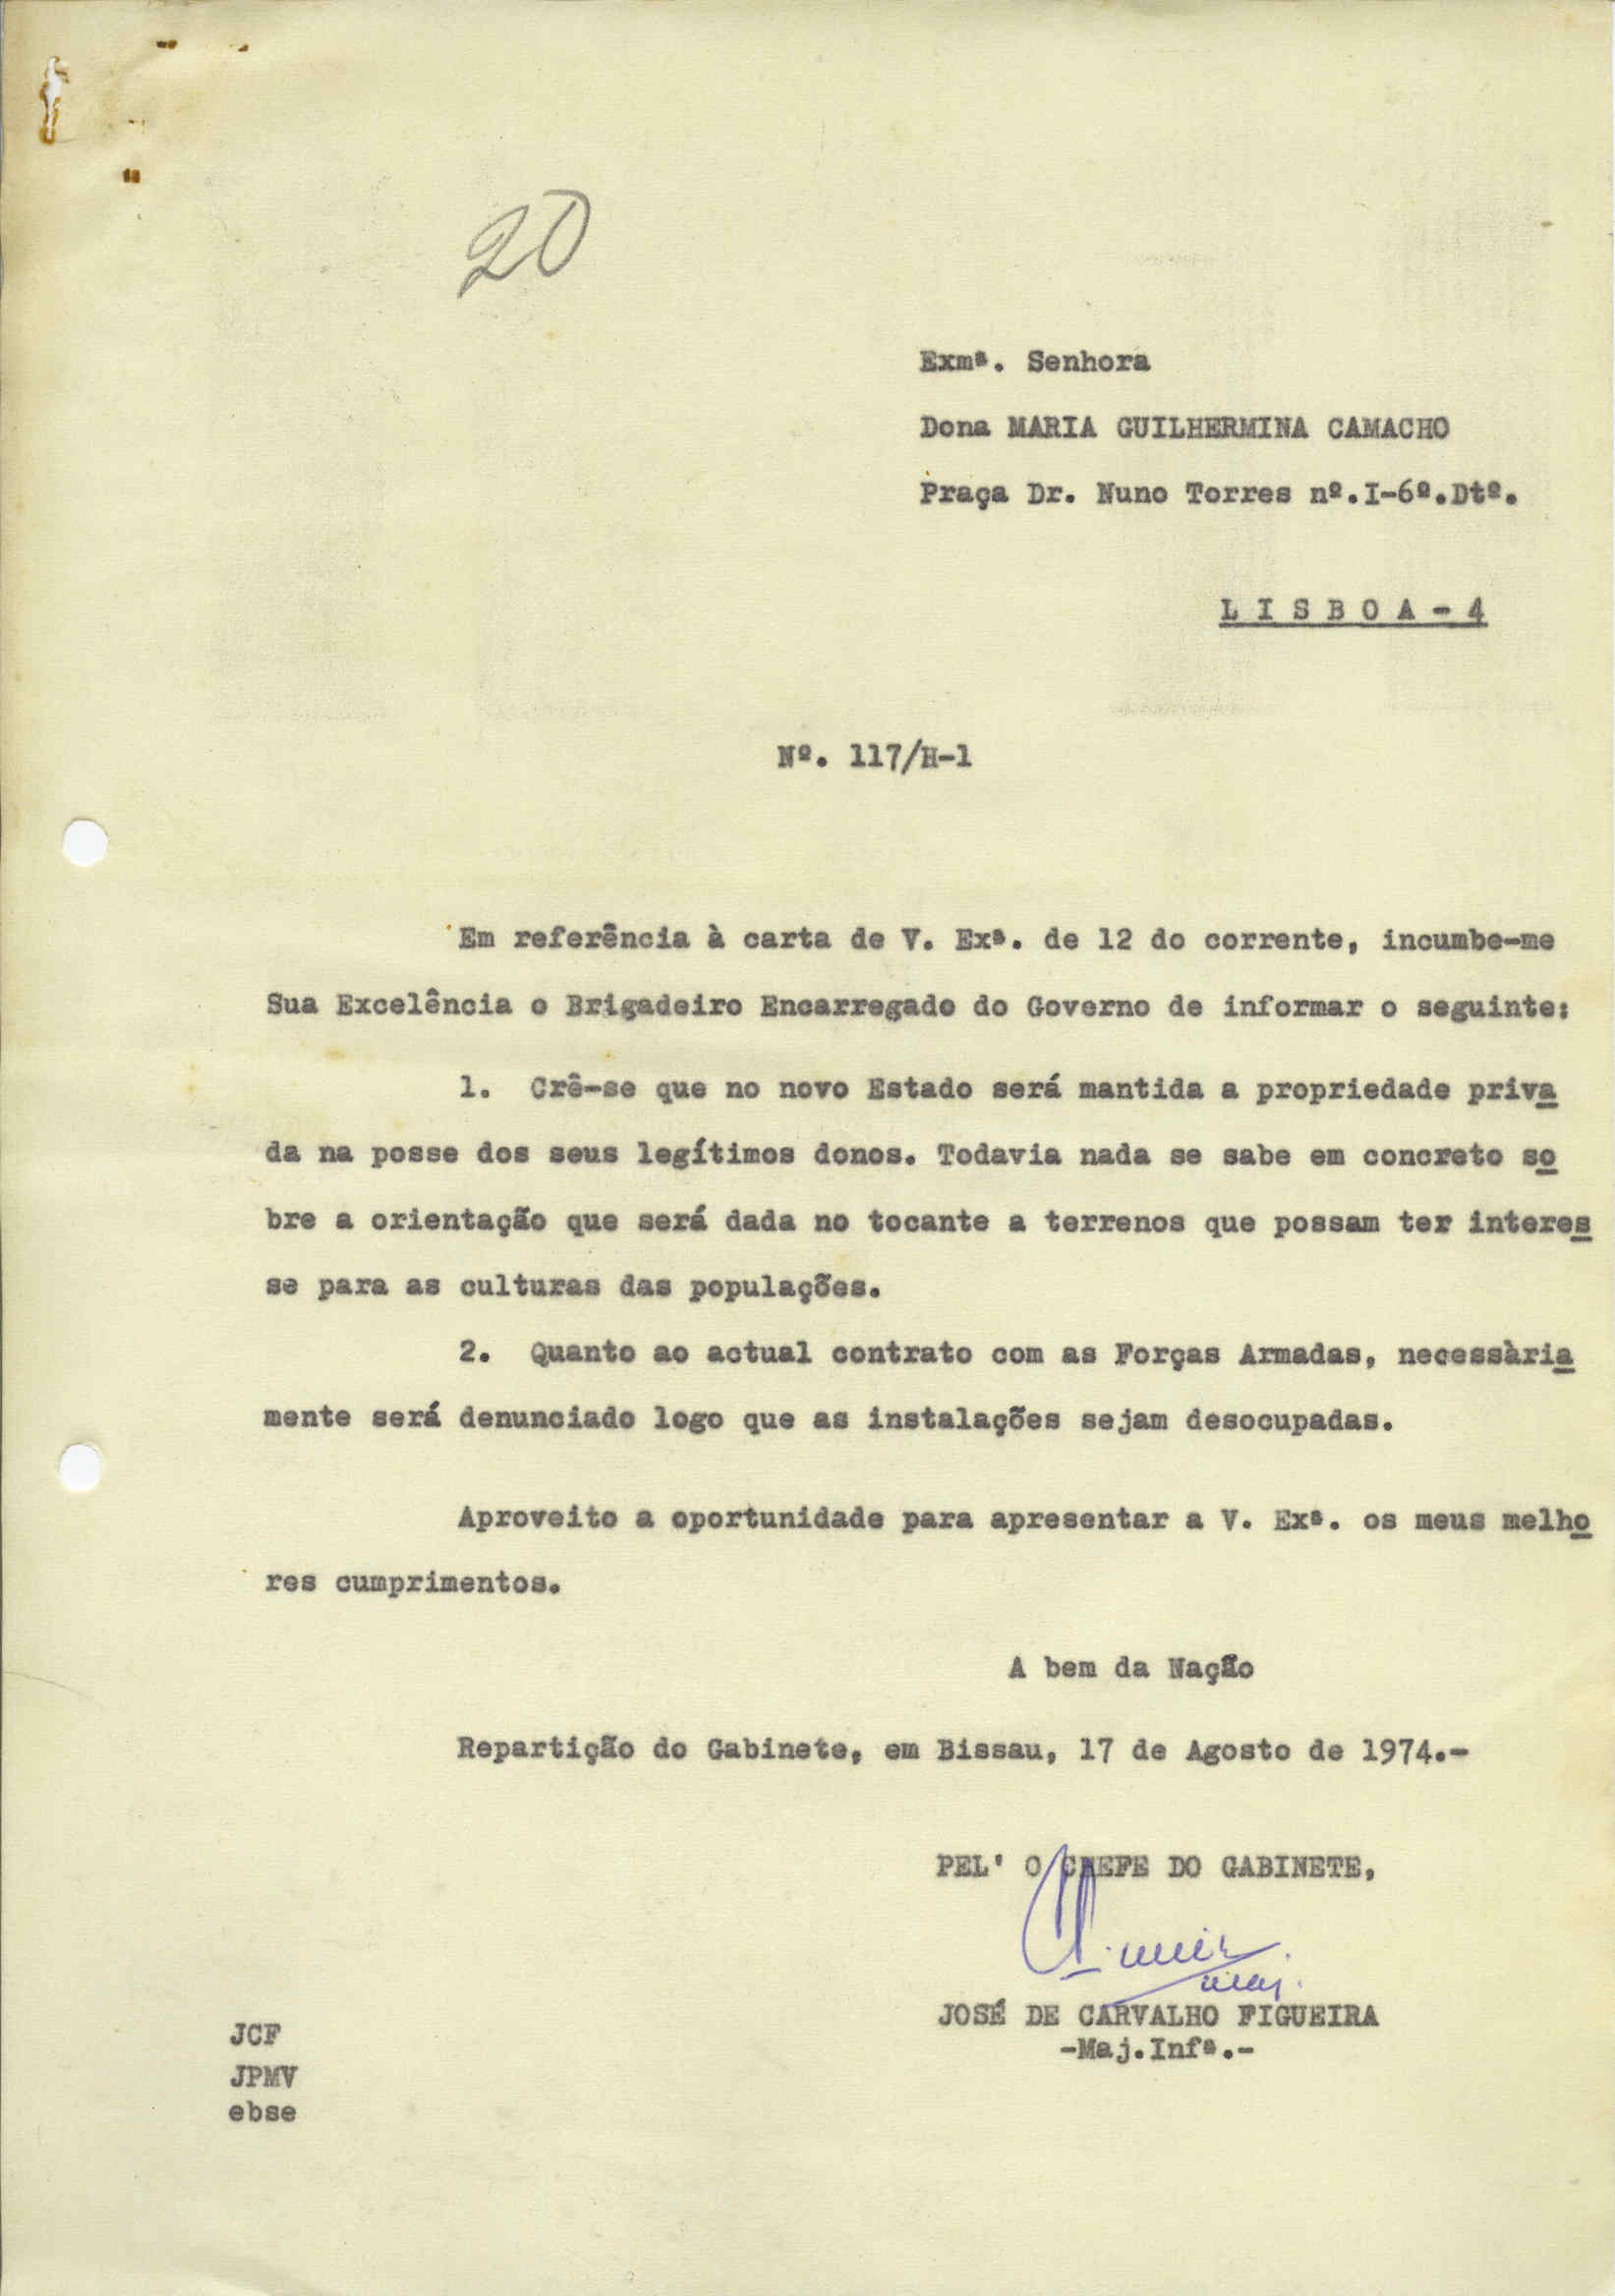 20
Exmª. Senhora
Dona MARIA GUILHERMINA CAMACHO
Praça Dr. Nuno Torres nº.I-6º.Dtº.
L I S B O A - 4
Nº. 117/H-1
Em referência à carta de V. Exª. de 12 do corrente, incumbe-me
Sua Excelência o Brigadeiro Encarregado do Governo de informar o seguinte:
1. Crê-se que no novo Estado será mantida a propriedade priva
da na posse dos seus legítimos donos. Todavia nada se sabe em concreto so
bre a orientação que será dada no tocante a terrenos que possam ter interes
se para as culturas das populações.
2. Quanto ao actual contrato com as Forças Armadas, necessària
mente será denunciado logo que as instalações sejam desocupadas.
Aproveito a oportunidade para apresentar a V. Exª. os meus melho
res cumprimentos.
A bem da Nação
Repartição do Gabinete, em Bissau, 17 de Agosto de 1974.-
PEL' O CHEFE DO GABINETE,
maj.
JOSÉ DE CARVALHO FIGUEIRA
-Maj.Infª.-
JCF
JPMV
ebse